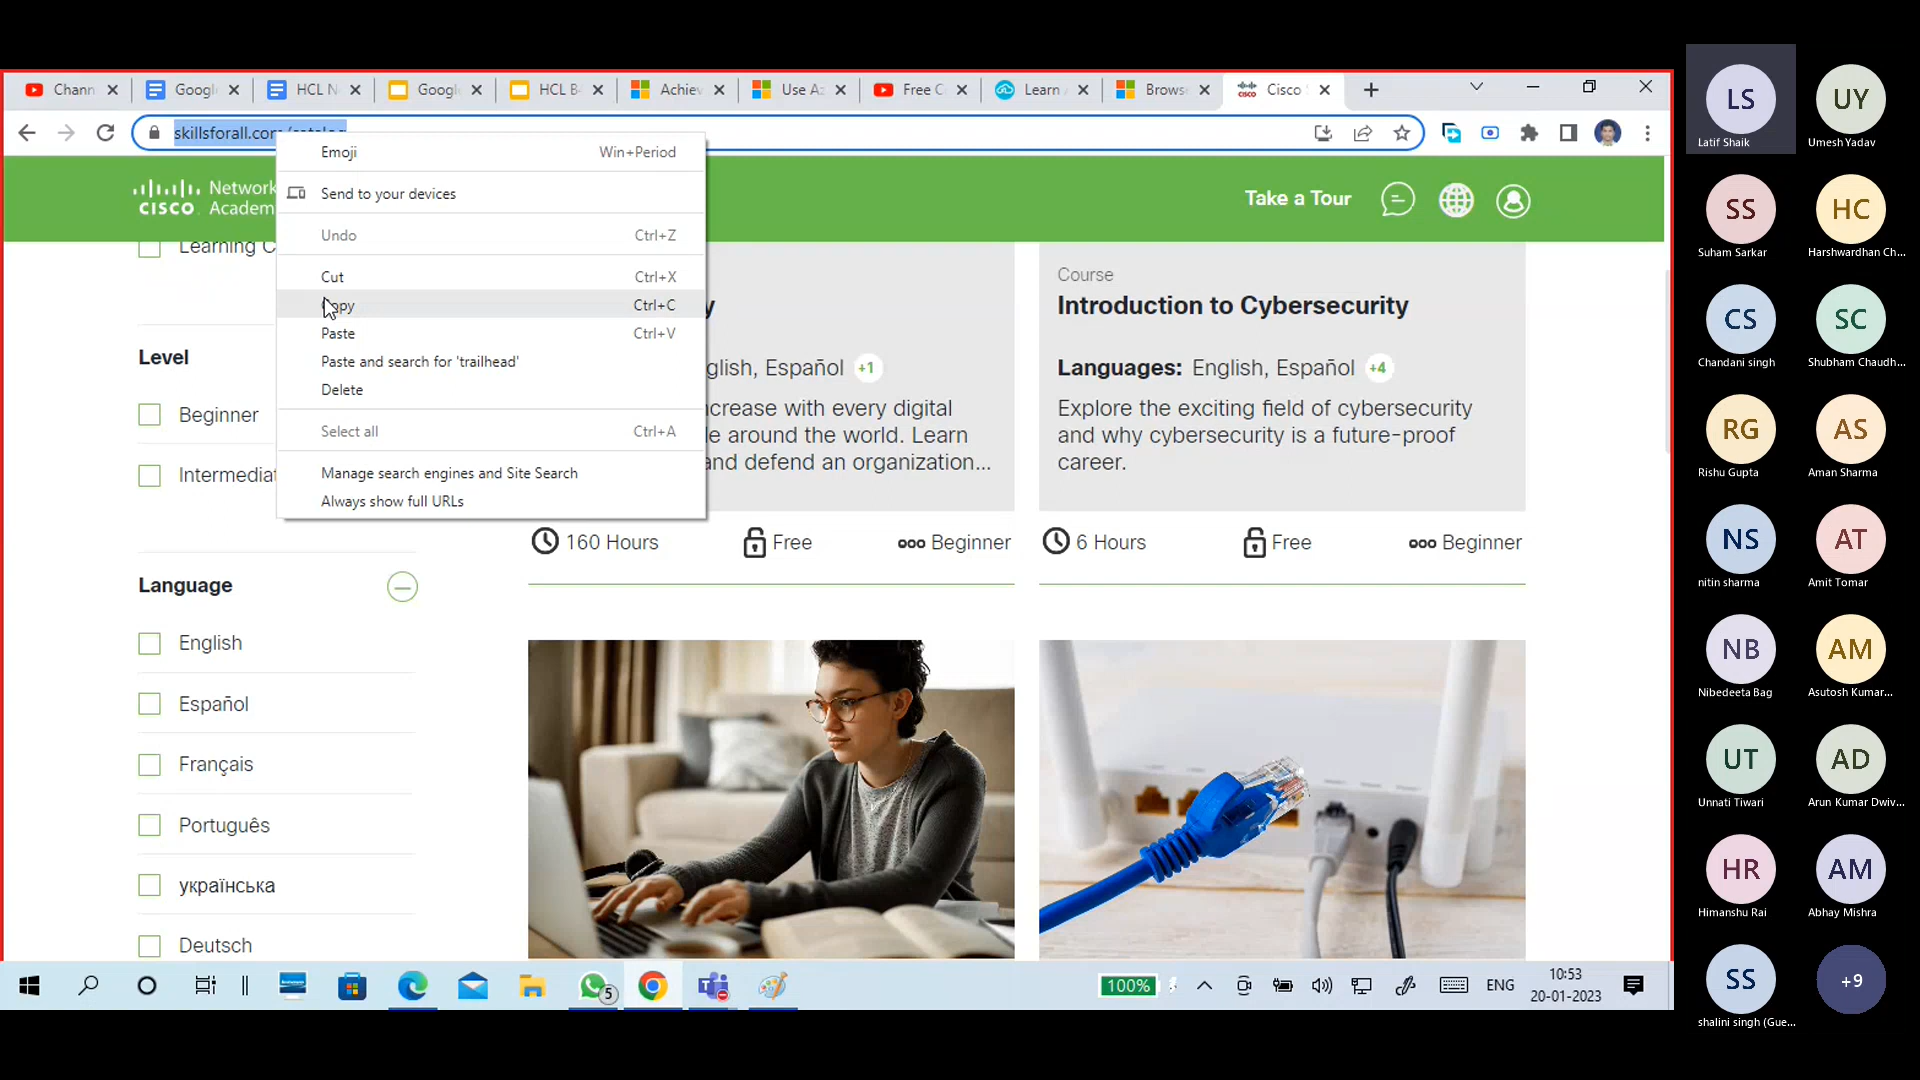 Chann
Googl
HCL N
Google
HCL B
Achiev
Use Az
Free C
Learn
Browse
Cisco
skillsforall.com/catalog
Emoji Win+Period
Send to your devices
Undo Ctrl+Z
Cut Ctrl+X
Copy Ctrl+C
Paste Ctrl+V
Paste and search for 'trailhead'
Delete
Select all Ctrl+A
Manage search engines and Site Search
Always show full URLs
Network
CISCO Academ
Take a Tour
Learning C
Level
Beginner
Intermediat
Language
English
Español
Français
Português
українська
Deutsch
y
glish, Español +1
crease with every digital
e around the world. Learn
and defend an organization...
160 Hours Free Beginner
Course
Introduction to Cybersecurity
Languages: English, Español +4
Explore the exciting field of cybersecurity
and why cybersecurity is a future-proof
career.
6 Hours Free Beginner
5
100%
ENG
10:53
20-01-2023
LS
Latif Shaik
UY
Umesh Yadav
SS
Suham Sarkar
HC
Harshwardhan Ch...
CS
Chandani singh
SC
Shubham Chaudh...
RG
Rishu Gupta
AS
Aman Sharma
NS
nitin sharma
AT
Amit Tomar
NB
Nibedeeta Bag
AM
Asutosh Kumar...
UT
Unnati Tiwari
AD
Arun Kumar Dwiv...
HR
Himanshu Rai
AM
Abhay Mishra
SS
shalini singh (Gue...
+9